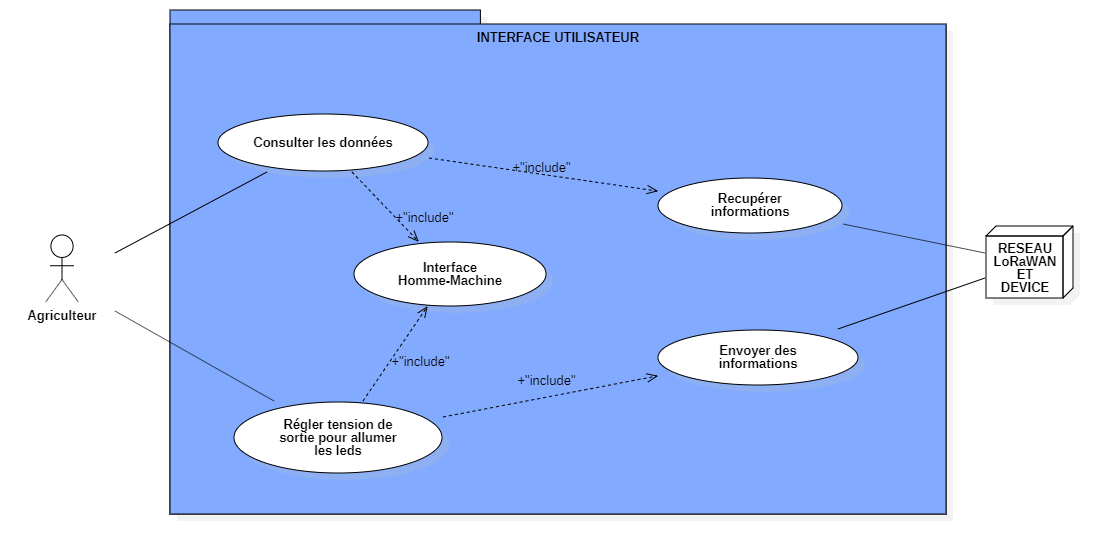 INTERFACE UTILISATEUR
Consulter les données
+"include"
Recupérer
informations
+"include"
RESEAU
LoRaWAN
ET
DEVICE
Interface
Homme-Machine
Agriculteur
Envoyer des
informations
+"include"
+"include"
Régler tension de
sortie pour allumer
les leds